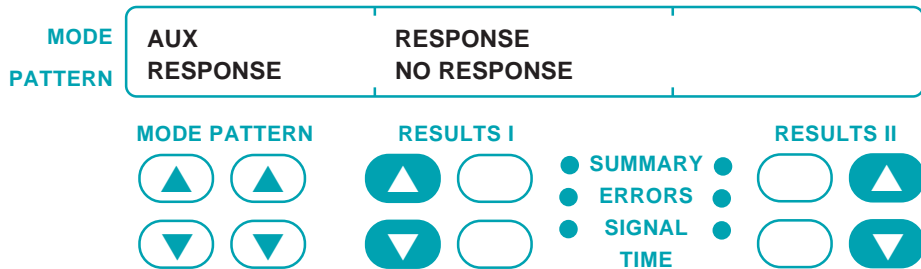 MODE AUX RESPONSE
PATTERN RESPONSE NO RESPONSE
MODE PATTERN RESULTS I RESULTS II
SUMMARY
ERRORS
SIGNAL
TIME